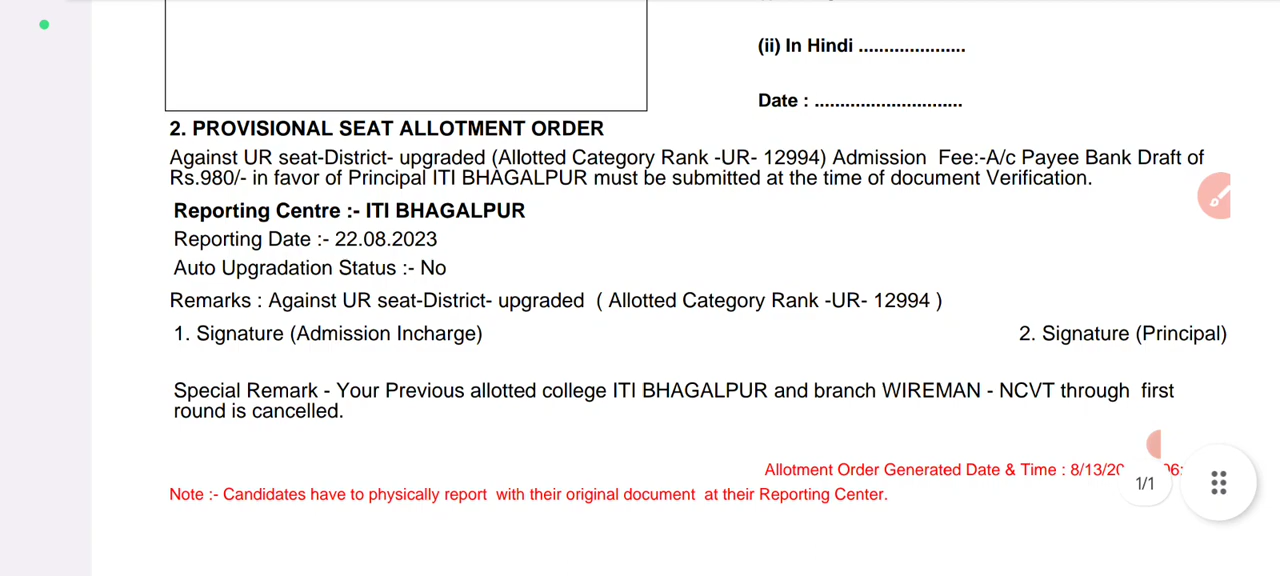 (ii) In Hindi .....................
Date : .............................
2. PROVISIONAL SEAT ALLOTMENT ORDER
Against UR seat-District- upgraded (Allotted Category Rank -UR- 12994) Admission Fee:-A/c Payee Bank Draft of
Rs.980/- in favor of Principal ITI BHAGALPUR must be submitted at the time of document Verification.
Reporting Centre :- ITI BHAGALPUR
Reporting Date :- 22.08.2023
Auto Upgradation Status :- No
Remarks : Against UR seat-District- upgraded ( Allotted Category Rank -UR- 12994 )
1. Signature (Admission Incharge) 2. Signature (Principal)
Special Remark - Your Previous allotted college ITI BHAGALPUR and branch WIREMAN - NCVT through first
round is cancelled.
Allotment Order Generated Date & Time : 8/13/20
1/1
Note :- Candidates have to physically report with their original document at their Reporting Center.